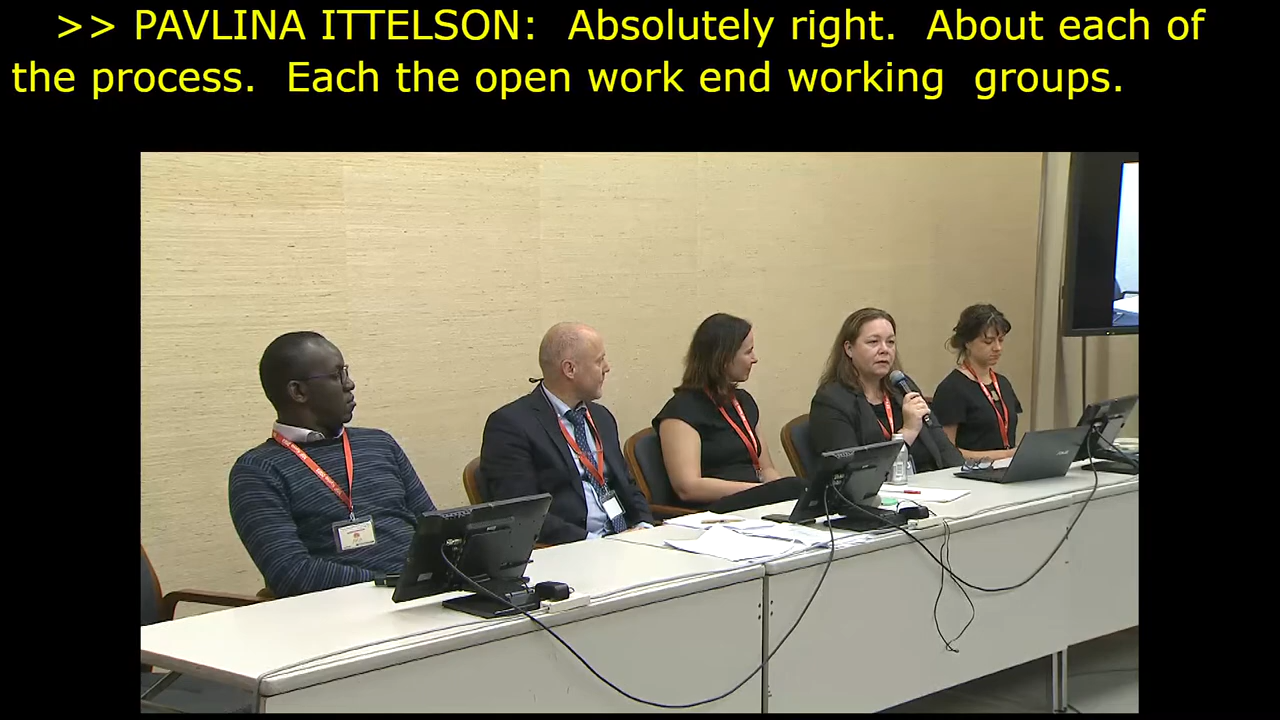 >> PAVLINA ITTELSON:  Absolutely right.  About each of
the process.  Each the open work end working  groups.